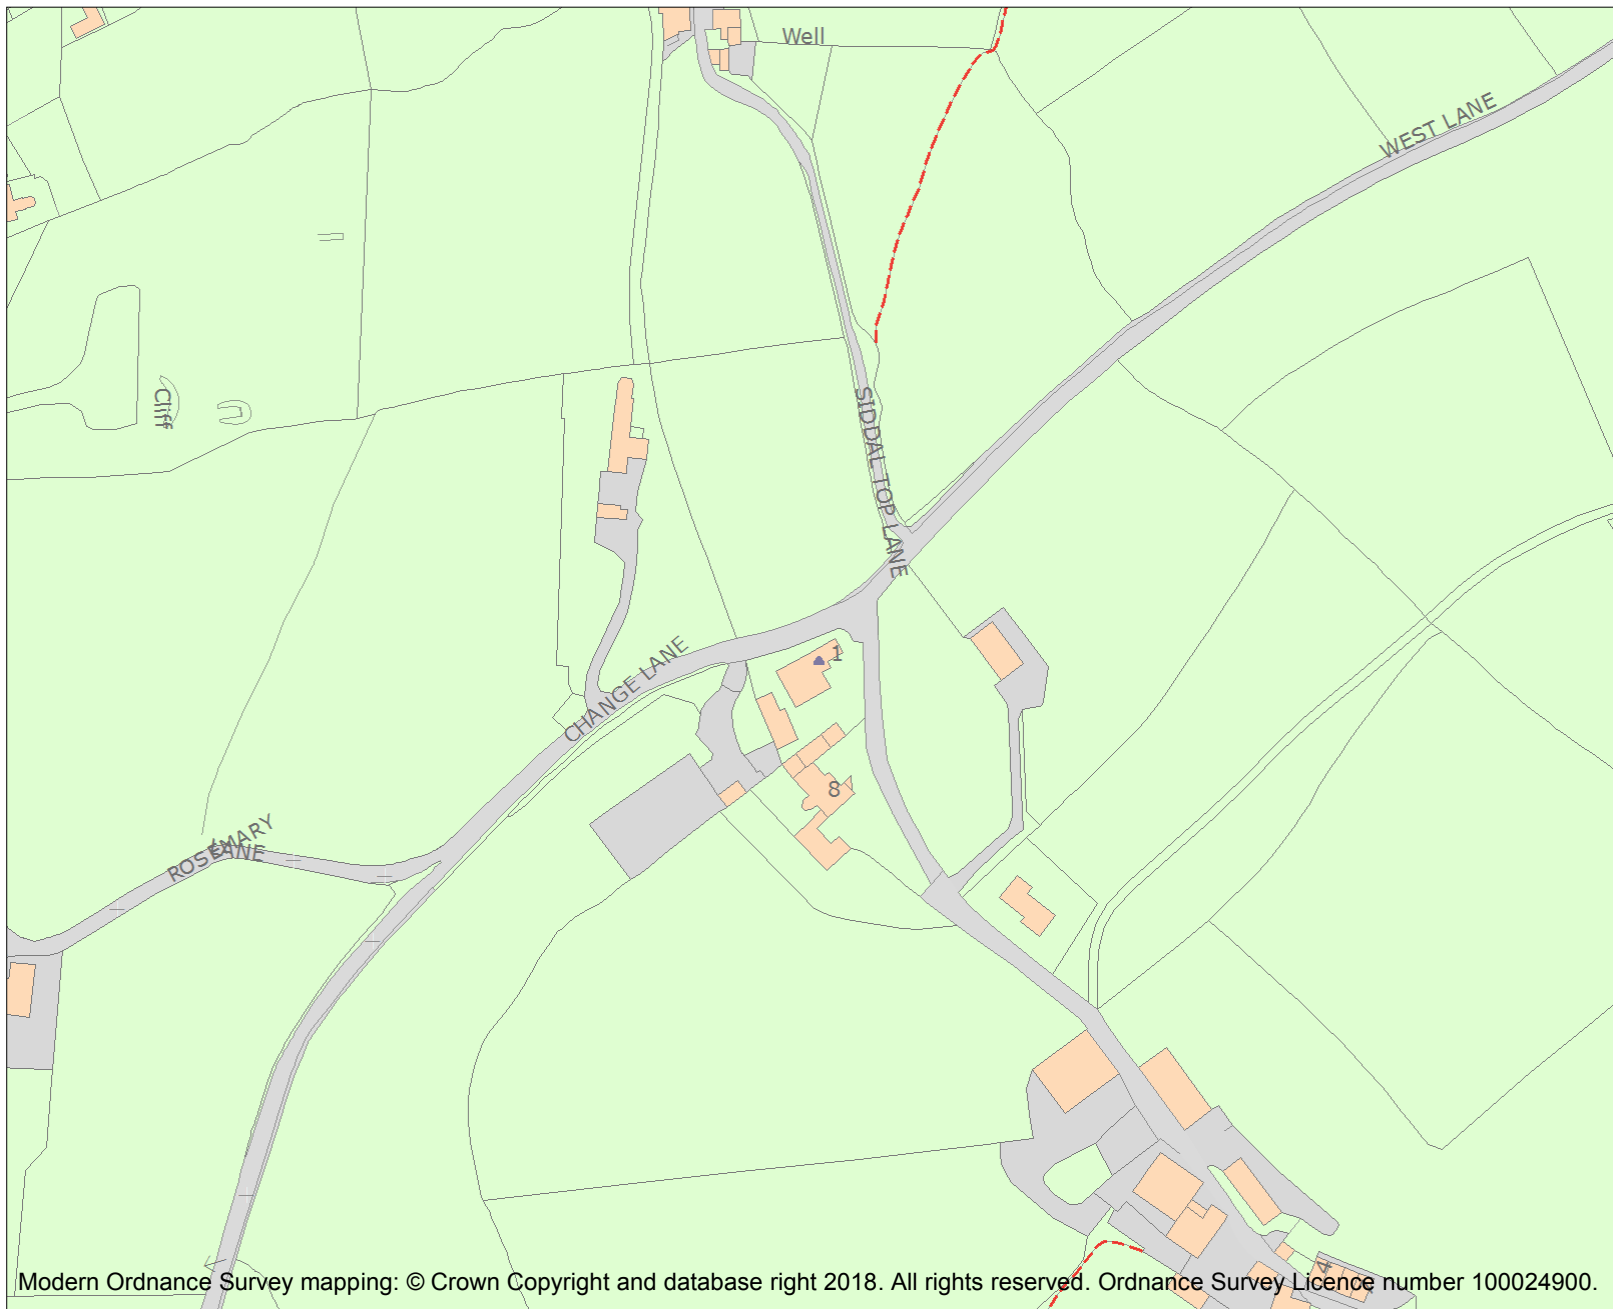 Well
WEST LANE
Cliff
SIDDAL TOP LANE
1
CHANGE LANE
8
ROSEMARY
LANE
4
Modern Ordnance Survey mapping: © Crown Copyright and database right 2018. All rights reserved. Ordnance Survey Licence number 100024900.